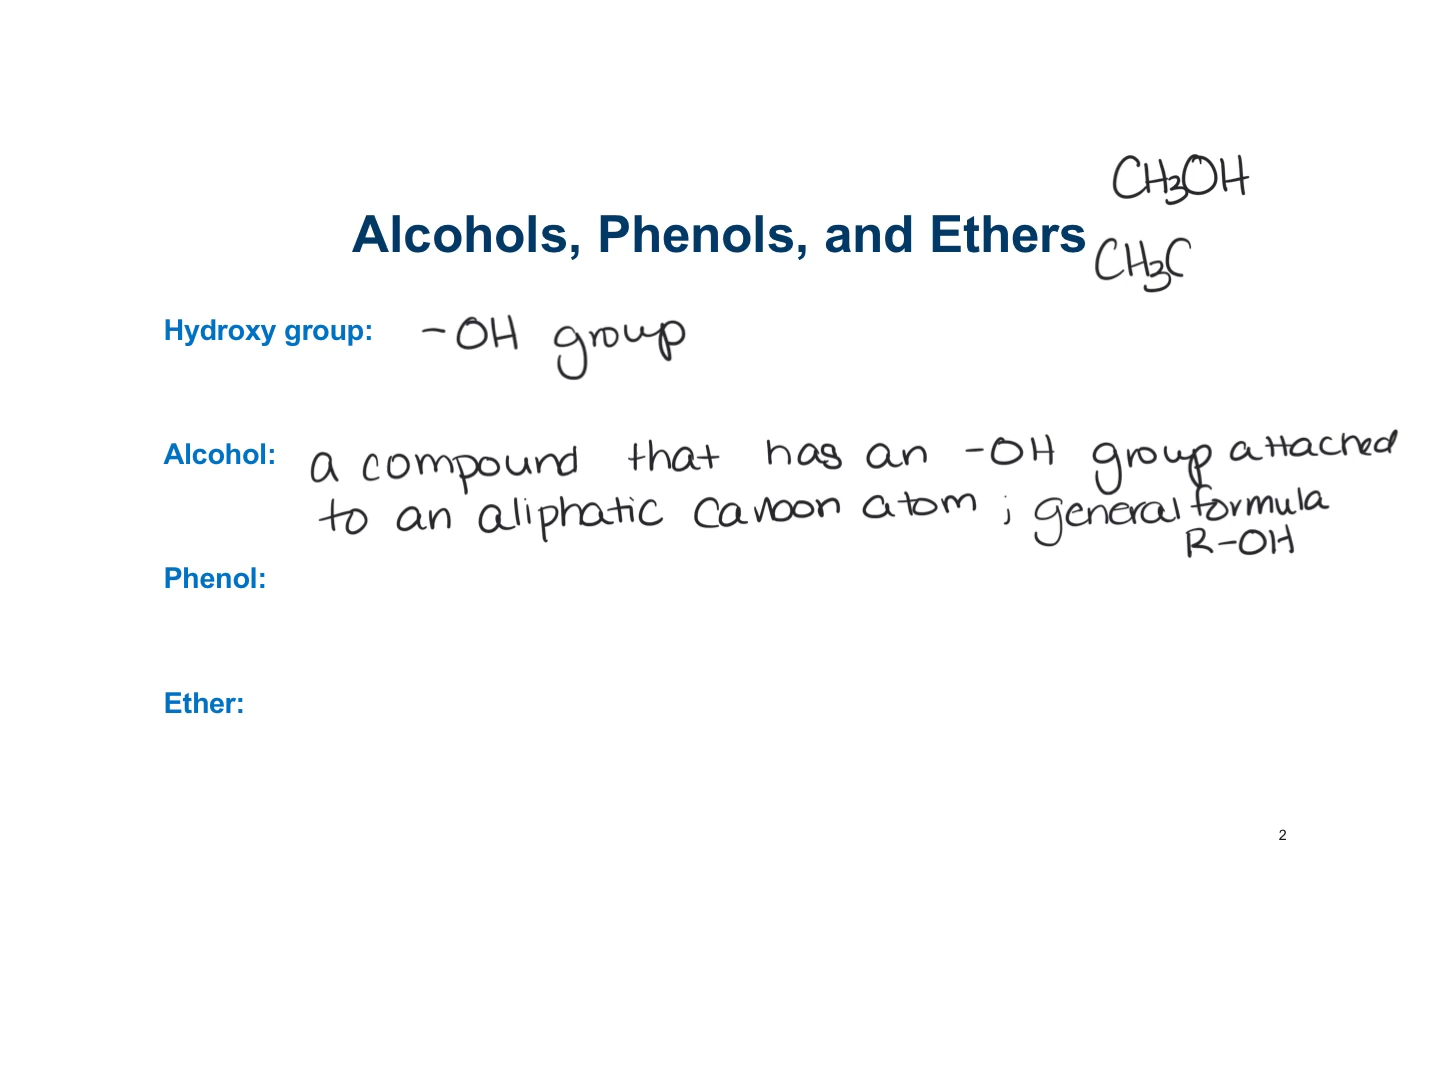 CH₃OH
Alcohols, Phenols, and Ethers
CH₃C
Hydroxy group: -OH group
Alcohol: a compound that has an -OH group attached
to an aliphatic carbon atom ; general formula
R-OH
Phenol:
Ether:
2